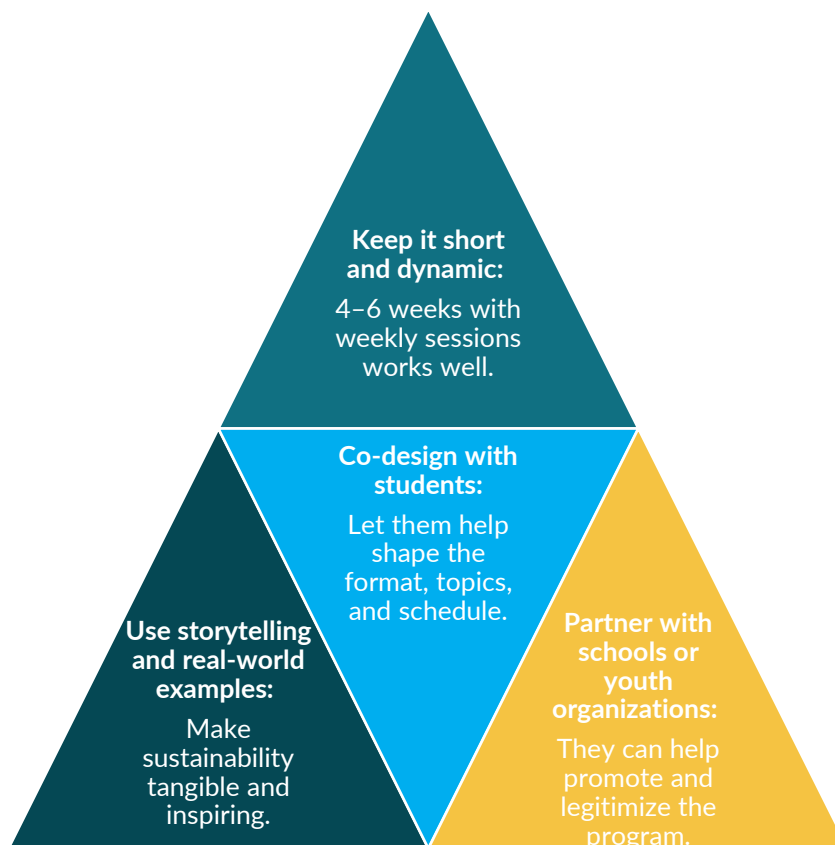 Keep it short
and dynamic:
4–6 weeks with
weekly sessions
works well.
Co-design with
students:
Let them help
shape the
format, topics,
and schedule.
Use storytelling
and real-world
examples:
Make
sustainability
tangible and
inspiring.
Partner with
schools or
youth
organizations:
They can help
promote and
legitimize the
program.